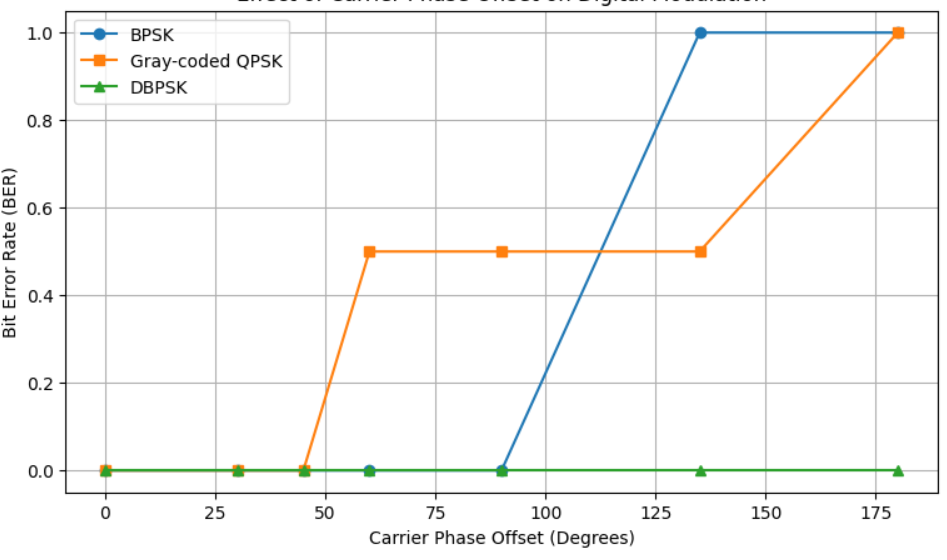 Effect of Carrier Phase Offset on Digital Modulation
BPSK
Gray-coded QPSK
DBPSK
1.0
0.8
0.6
0.4
0.2
0.0
Bit Error Rate (BER)
0 25 50 75 100 125 150 175
Carrier Phase Offset (Degrees)